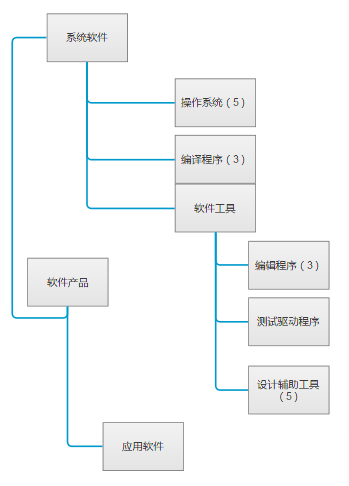 系统软件
操作系统（5）
编译程序（3）
软件工具
编辑程序（3）
软件产品
测试驱动程序
设计辅助工具
（5）
应用软件